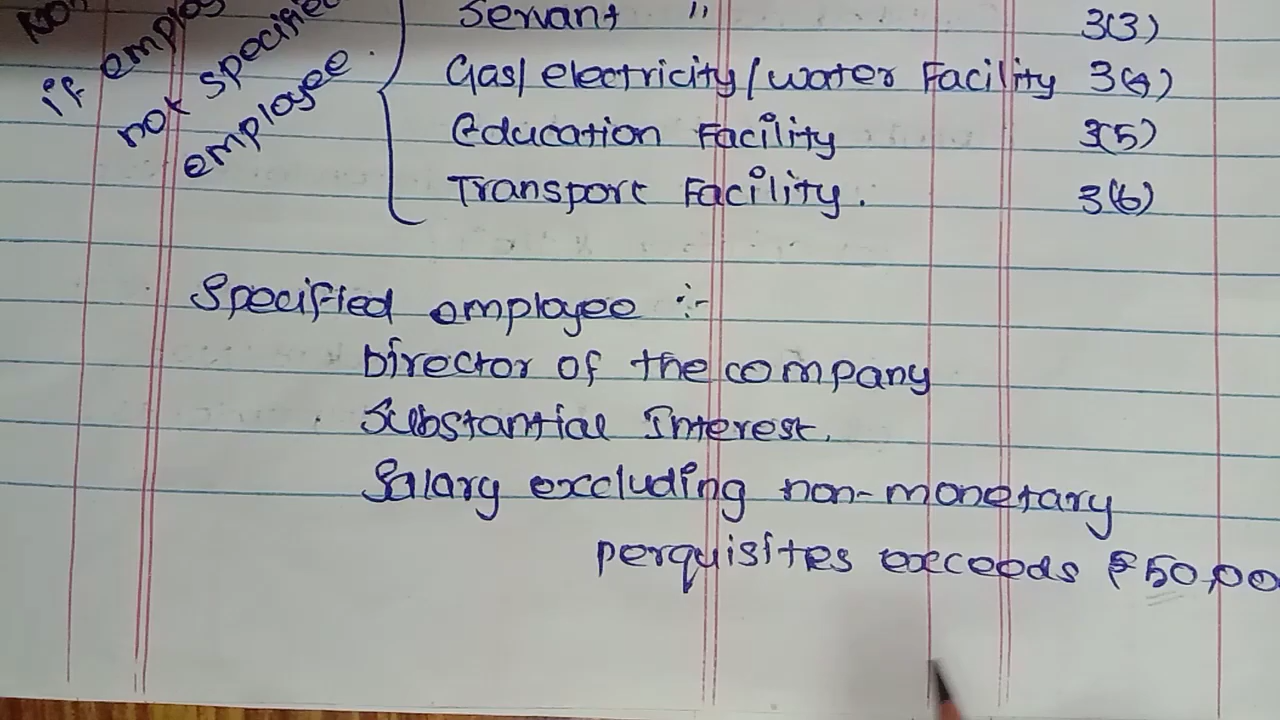 Servant " 3(3)
if employ
not specified
employee.
Gas/electricity/water Facility 3(4)
Education Facility 3(5)
Transport Facility. 3(6)
Specified employee :-
Director of the company
Substantial Interest.
Salary excluding non-monetary
perquisites exceeds ₹50,00